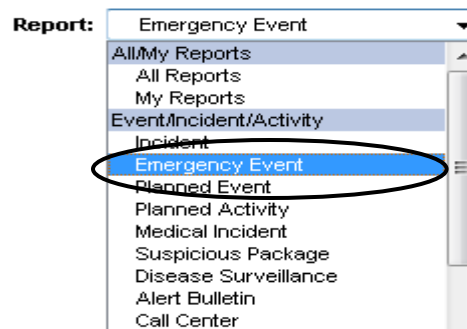 Report: Emergency Event
All/My Reports
All Reports
My Reports
Event/Incident/Activity
Incident
Emergency Event
Planned Event
Planned Activity
Medical Incident
Suspicious Package
Disease Surveillance
Alert Bulletin
Call Center